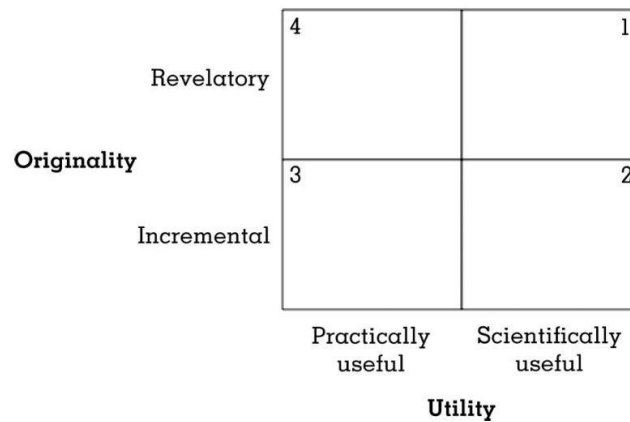 4
1
Revelatory
Originality
3
2
Incremental
Practically
useful
Scientifically
useful
Utility